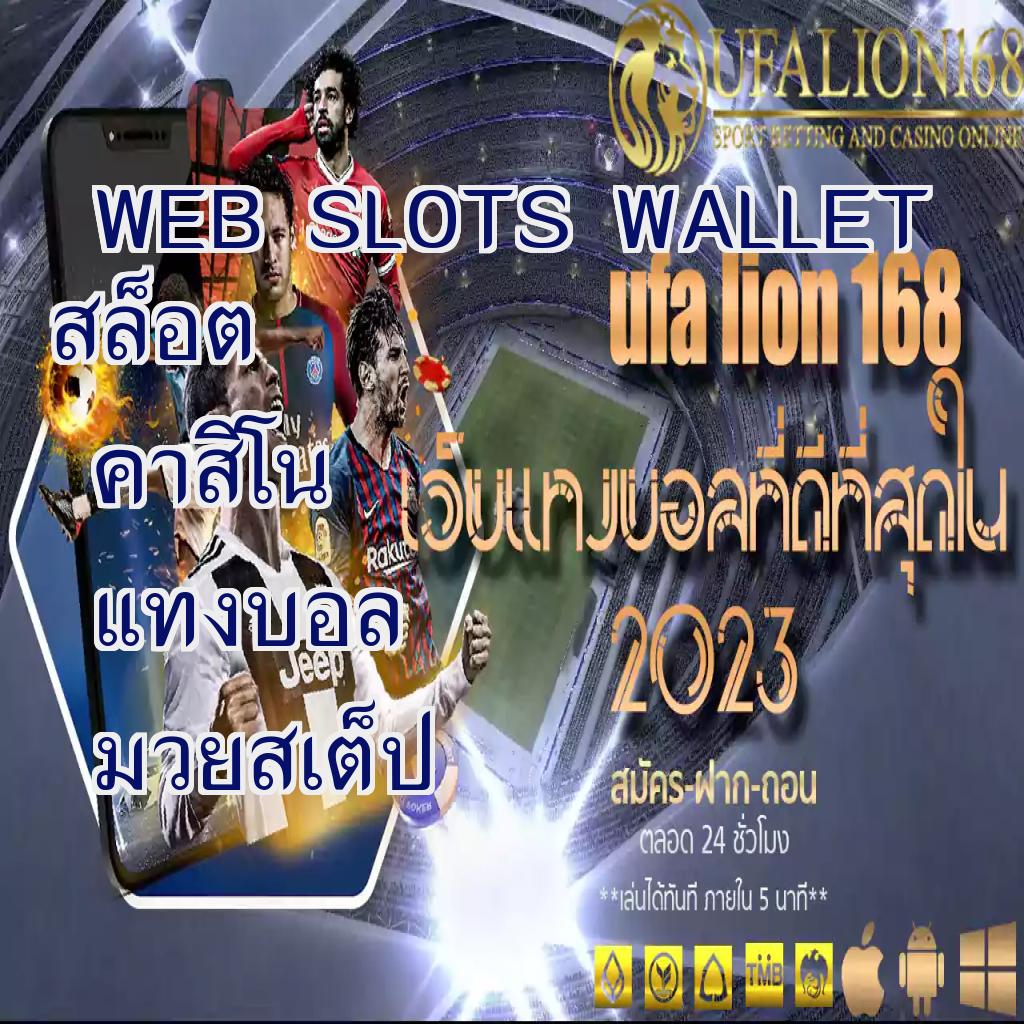 UFALION168
SPORT BETTING AND CASINO ONLINE
WEB SLOTS WALLET
ufa lion 168
สล็อต
คาสิโน
เว็บแทงบอลที่ดีที่สุดใน
2023
แทงบอล
Jeep
มวยสเต็ป
สมัคร-ฝาก-ถอน
ตลอด 24 ชั่วโมง
**เล่นได้ทันที ภายใน 5 นาที**
TMB